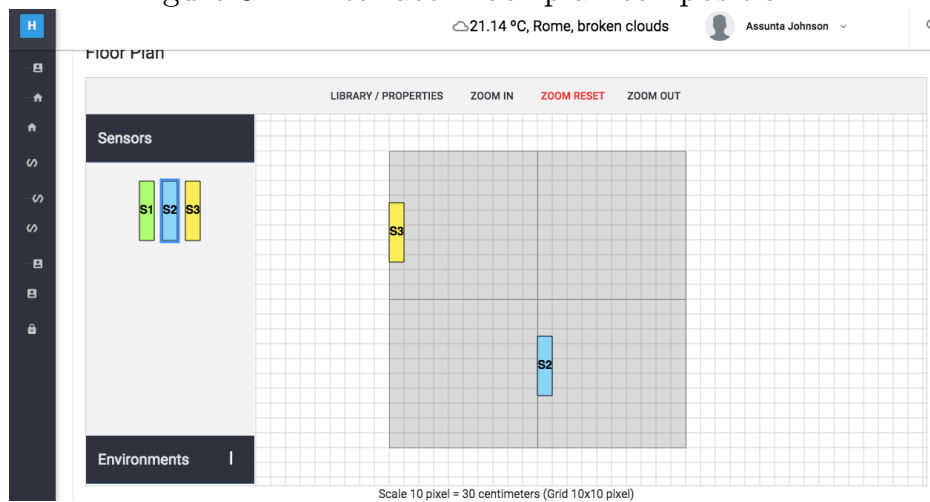 H
21.14 ºC, Rome, broken clouds
Assunta Johnson
Floor Plan
LIBRARY / PROPERTIES ZOOM IN ZOOM RESET ZOOM OUT
Sensors
S1 S2 S3
S3
S2
Environments
Scale 10 pixel = 30 centimeters (Grid 10x10 pixel)